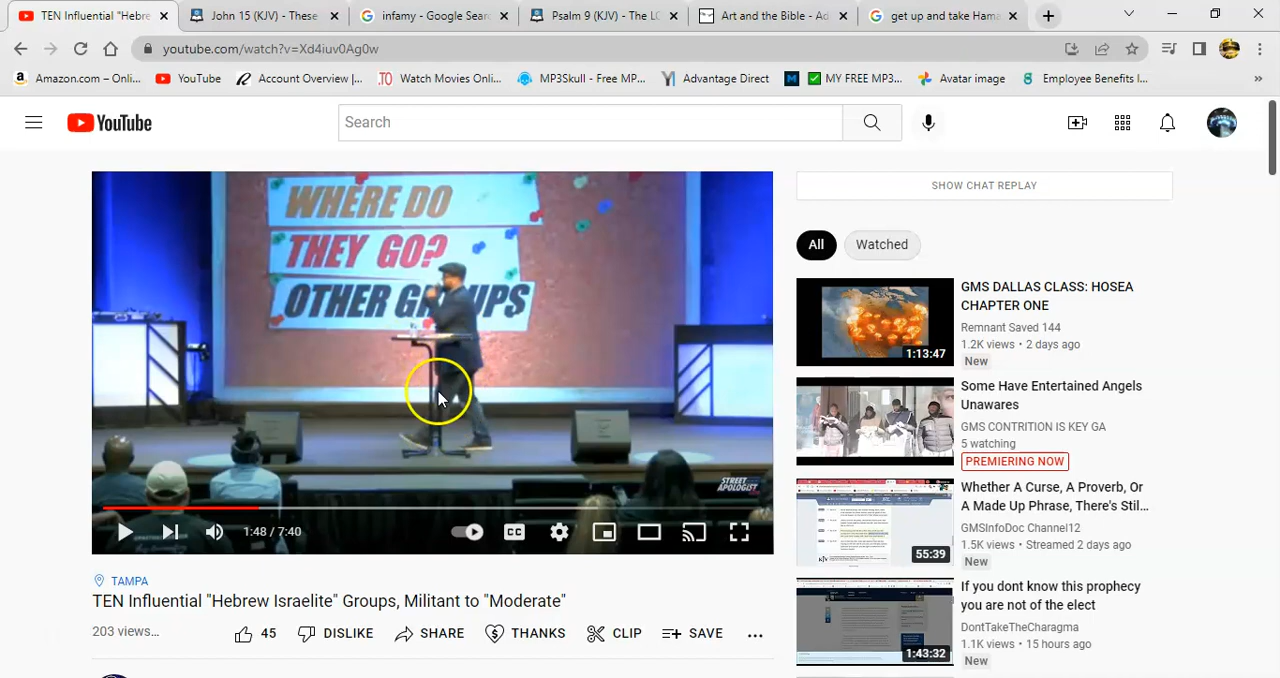 TEN Influential "Hebre
John 15 (KJV) - These
infamy - Google Sear
Psalm 9 (KJV) - The LO
Art and the Bible - Ad
get up and take Hama
youtube.com/watch?v=Xd4iuv0Ag0w
Amazon.com – Onli...
YouTube
Account Overview |...
TO Watch Movies Onl...
MP3Skull - Free MP...
Advantage Direct
MY FREE MP3...
Avatar image
Employee Benefits I...
»
YouTube
Search
WHERE DO
THEY GO?
OTHER GROUPS
STREET
APOLOGIST
1:48 / 7:40
CC
TAMPA
TEN Influential "Hebrew Israelite" Groups, Militant to "Moderate"
203 views...
45
DISLIKE
SHARE
THANKS
CLIP
SAVE
...
SHOW CHAT REPLAY
All
Watched
1:13:47
GMS DALLAS CLASS: HOSEA
CHAPTER ONE
Remnant Saved 144
1.2K views • 2 days ago
New
Some Have Entertained Angels
Unawares
GMS CONTRITION IS KEY GA
5 watching
PREMIERING NOW
55:39
Whether A Curse, A Proverb, Or
A Made Up Phrase, There's Stil...
GMSInfoDoc Channel12
1.5K views • Streamed 2 days ago
New
1:43:32
If you dont know this prophecy
you are not of the elect
DontTakeTheCharagma
1.1K views • 15 hours ago
New